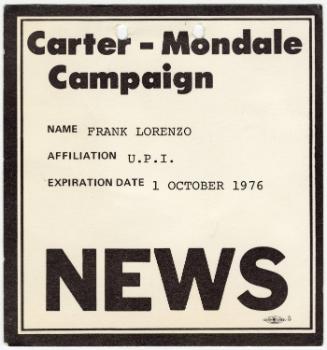 Carter – Mondale
Campaign
NAME FRANK LORENZO
AFFILIATION U.P.I.
EXPIRATION DATE 1 OCTOBER 1976
NEWS